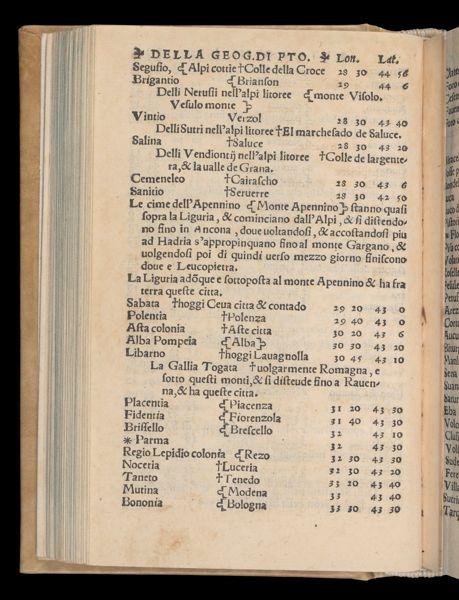 DELLA GEOG.DI PTO. Lon. Lat.
Segusio, {Alpi cottie †Colle della Croce 28 30 44 56
Brigantio {Brianson 29 44 6
Delli Nerusii nell'alpi litoree {monte Visolo.
Vesulo monte }
Vintio Verzol 28 30 43 40
Delli Sutri nell'alpi litoree †El marchesado de Saluce.
Salina †Saluce 28 30 43 20
Delli Vendiontij nell'alpi litoree †Colle de largente-
ra,& la ualle de Grana.
Cemeneleo †Cairascho 28 30 43 6
Sanitio †Seruerre 28 30 42 50
Le cime dell'Apennino {Monte Apennino} stanno quasi
sopra la Liguria, & cominciano dall'Alpi, & si distendo-
no fino in Ancona, doue uolandosi, & accostandosi piu
ad Hadria s'appropinquano fino al monte Gargano, &
uolgendosi poi di quindi uerso mezzo giorno finiscono
doue e Leucopietra.
La Liguria adõque e sottoposta al monte Apennino & ha fra
terra queste citta.
Sabata †hoggi Ceua citta & contado 29 20 43 0
Polentia †Polenza 29 40 43 0
Asta colonia †Aste citta 30 20 43 6
Alba Pompeia {Alba} 30 30 43 20
Libarno †hoggi Lauagnolla 30 45 43 10
La Gallia Togata †uolgarmente Romagna, e
sotto questi monti,& si distende fino a Rauen-
na,& ha queste citta.
Placentia {Piacenza 31 20 43 30
Fidentia {Fiorenzola 31 40 43 30
Brissello {Brescello 32 43 10
* Parma 32 43 30
Regio Lepidio colonia {Rezo 32 30 43 30
Noceria †Luceria 32 30 43 20
Taneto †Tenedo 33 20 43 40
Mutina {Modena 33 43 40
Bononia {Bologna 33 30 43 30